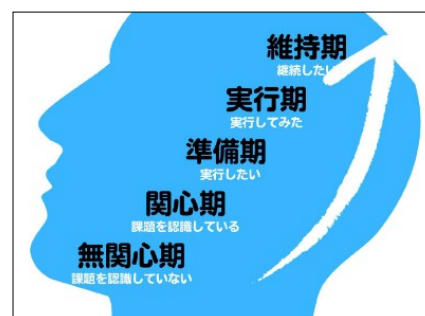 維持期
継続したい
実行期
実行してみた
準備期
実行したい
関心期
課題を認識している
無関心期
課題を認識していない